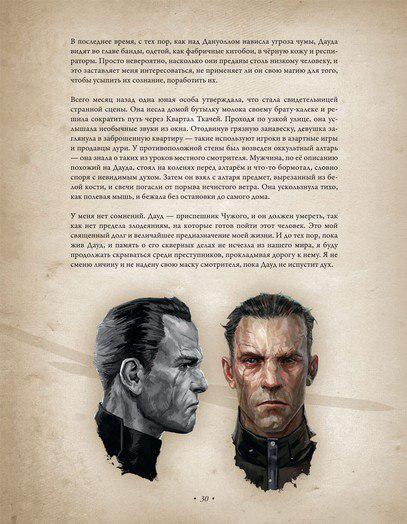 В последнее время, с тех пор, как над Дануоллом нависла угроза чумы, Дауда
видят во главе банды, одетой, как фабричные китобои, в чёрную кожу и респи-
раторы. Просто невероятно, насколько они преданы столь низкому человеку, и
это заставляет меня интересоваться, не применяет ли он свою магию для того,
чтобы усыпить их сознание, поработить их.
Всего месяц назад одна юная особа утверждала, что стала свидетельницей
странной сцены. Она несла домой бутылку молока своему брату-калеке и ре-
шила сократить путь через Квартал Ткачей. Проходя по узкой улице, она ус-
лышала необычные звуки из окна. Отодвинув грязную занавеску, девушка за-
глянула в заброшенную квартиру — такие используют игроки в азартные игры
и продавцы дури. У противоположной стены был возведен оккультный алтарь
— она знала о таких из уроков местного смотрителя. Мужчина, по её описанию
похожий на Дауда, стоял на коленях перед алтарём и что-то бормотал, словно
споря с невидимым духом. Затем он взял с алтаря предмет, вырезанный из бе-
лой кости, и свечи погасли от порыва нечистого ветра. Она ускользнула тихо,
как полевая мышь, и бежала без остановки до самого дома.
У меня нет сомнений. Дауд — приспешник Чужого, и он должен умереть, так
как нет предела злодеяниям, на которые готов пойти этот человек. Это мой
священный долг и величайшее предназначение моей жизни. И до тех пор, пока
жив Дауд, и память о его скверных делах не исчезла из нашего мира, я буду
продолжать скрываться среди преступников, прокладывая дорогу к нему. Я не
сменю личину и не надену свою маску смотрителя, пока Дауд не испустит дух.
• 30 •